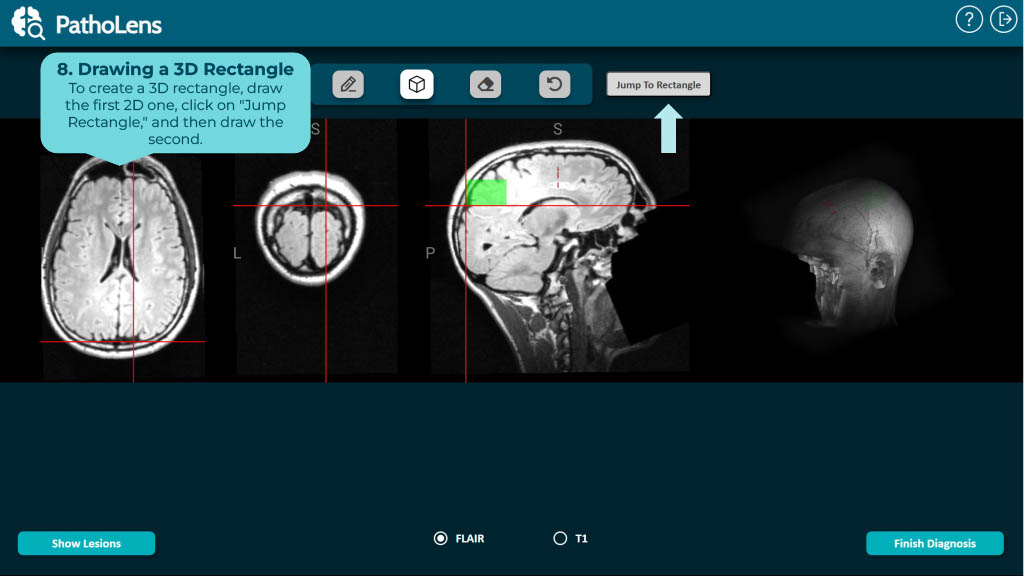 PathoLens
?
8. Drawing a 3D Rectangle
To create a 3D rectangle, draw
the first 2D one, click on "Jump
Rectangle," and then draw the
second.
Jump To Rectangle
S
S
L
P
FLAIR
T1
Show Lesions
Finish Diagnosis